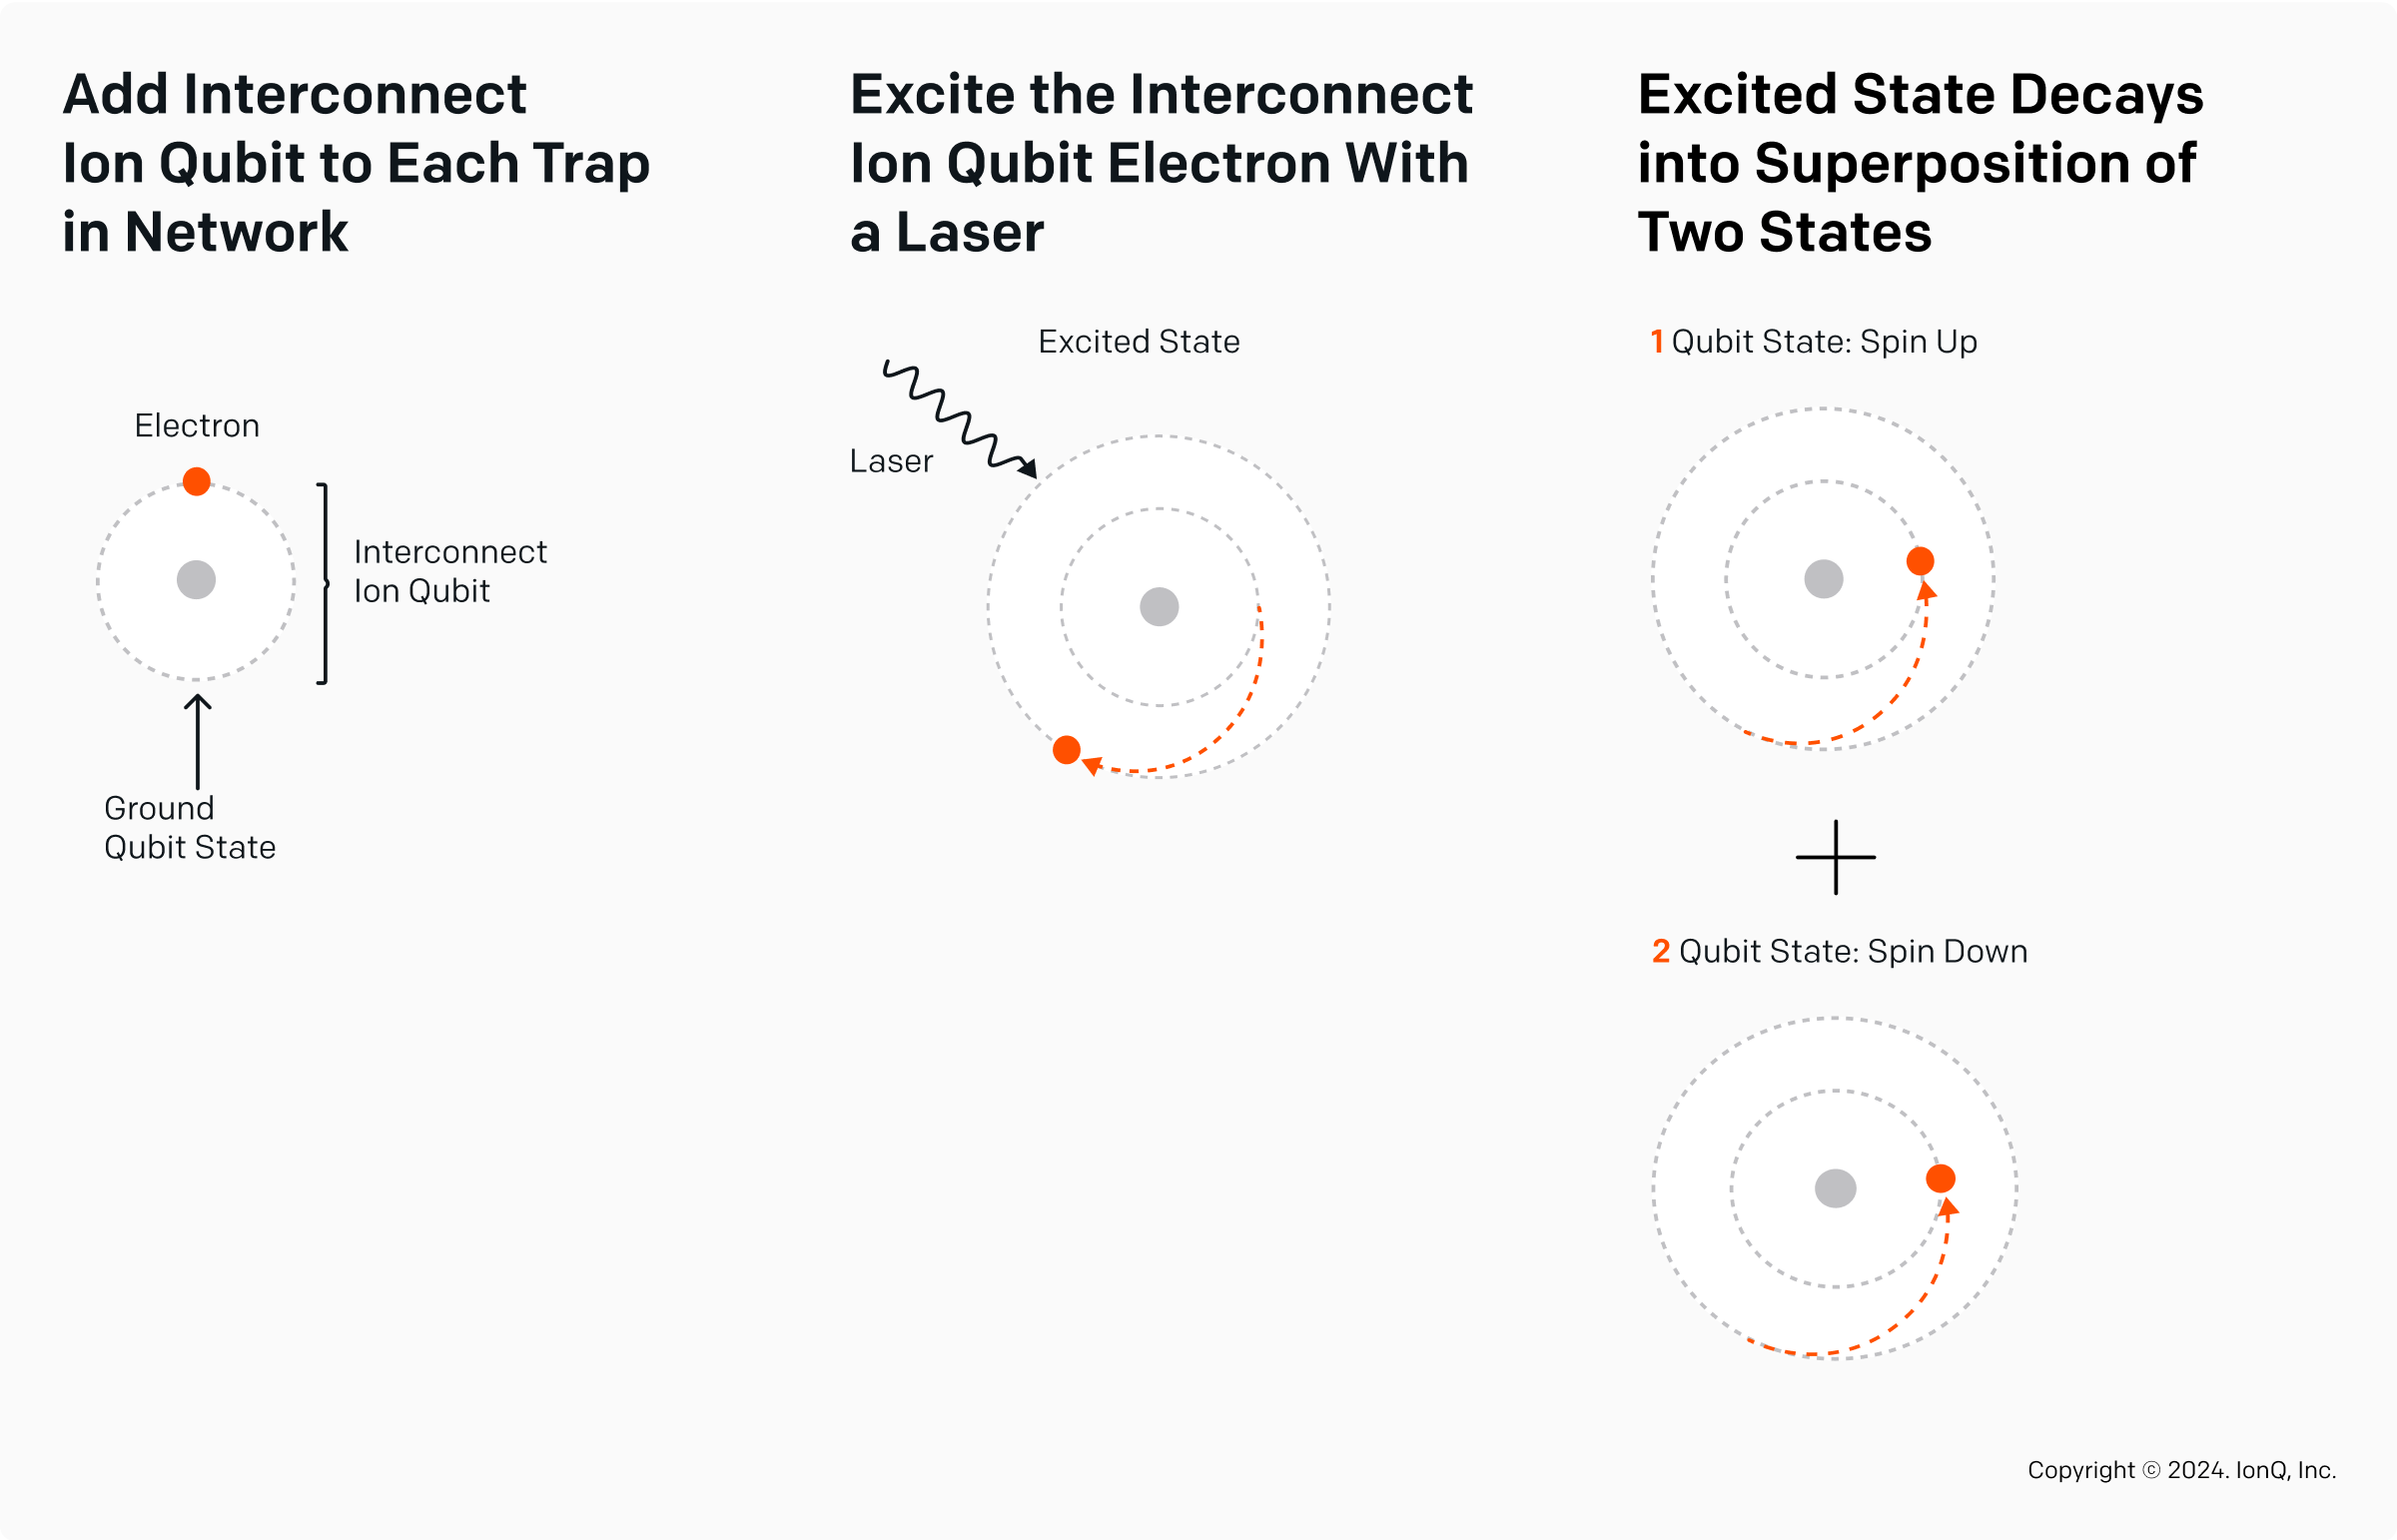 Add Interconnect
Ion Qubit to Each Trap
in Network
Electron
Interconnect
Ion Qubit
Ground
Qubit State
Excite the Interconnect
Ion Qubit Electron With
a Laser
Excited State
Laser
Excited State Decays
into Superposition of
Two States
1 Qubit State: Spin Up
2 Qubit State: Spin Down
Copyright © 2024. IonQ, Inc.